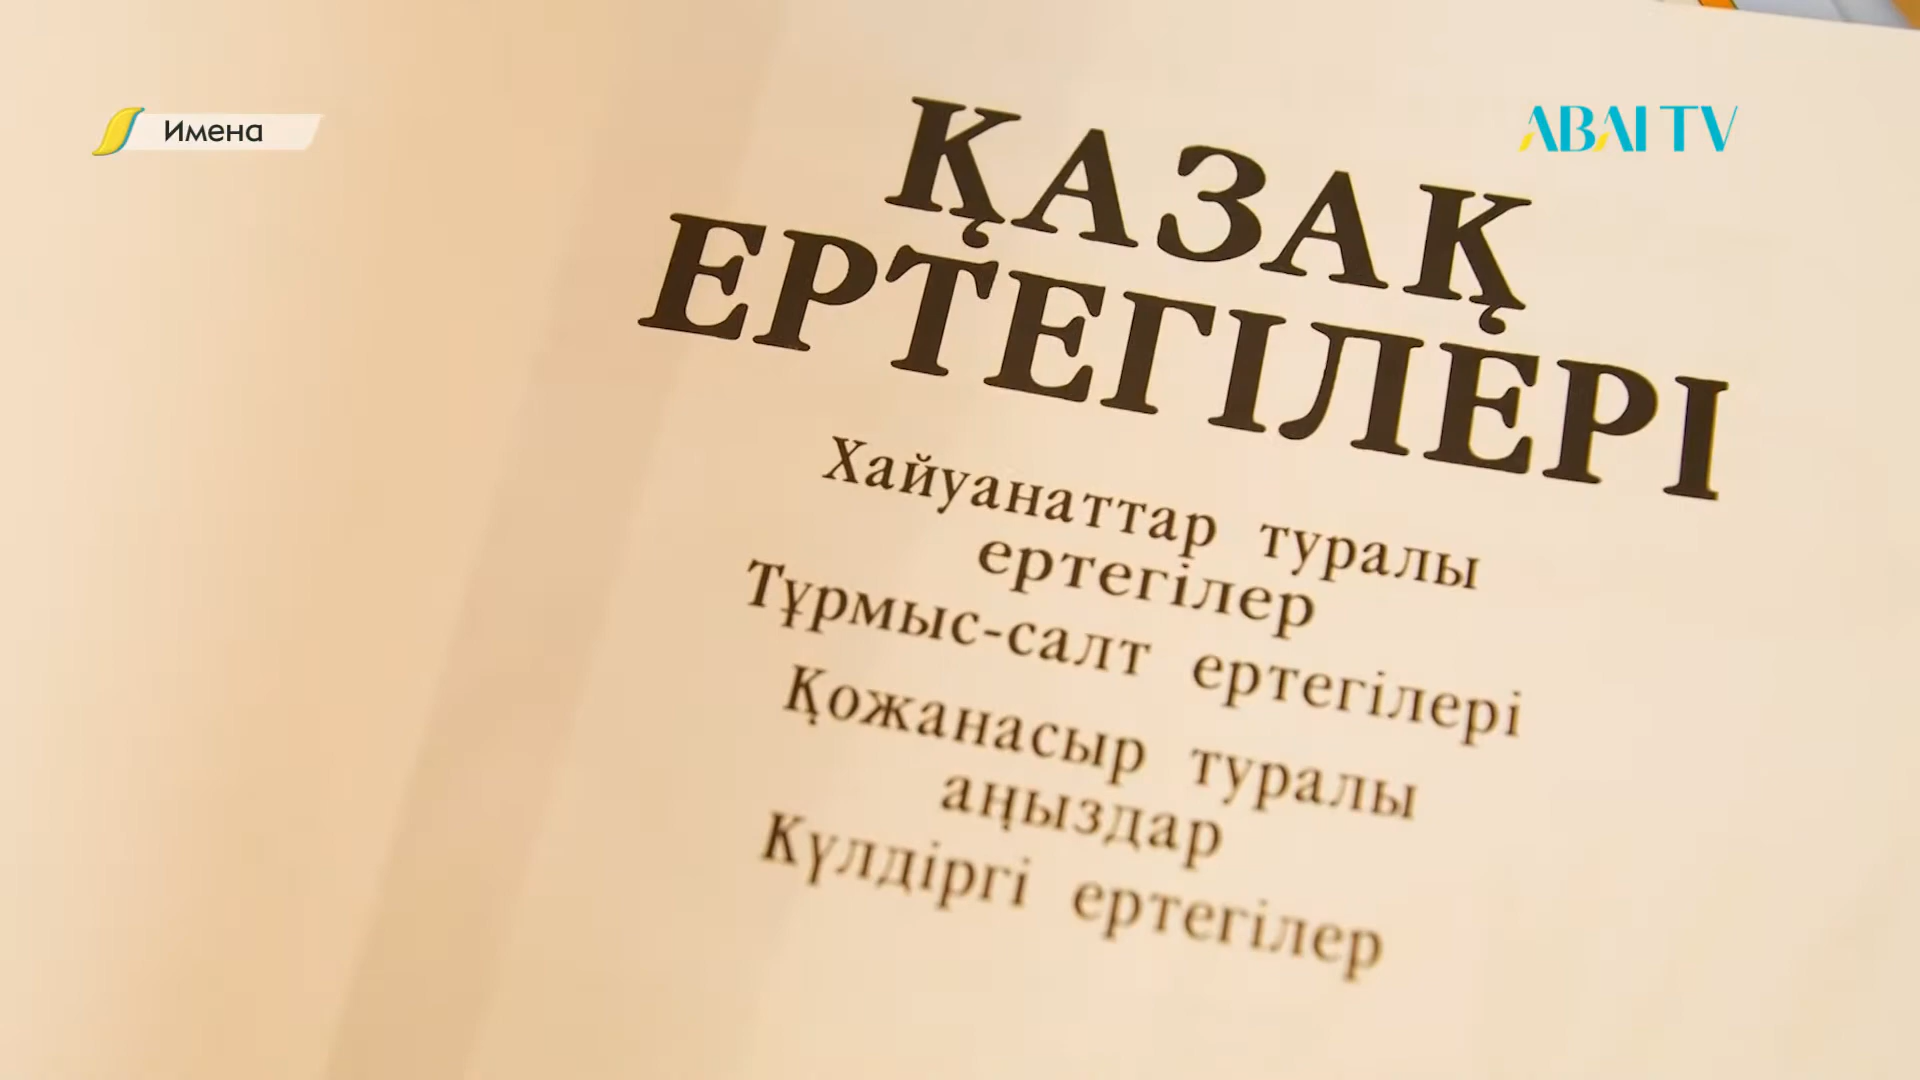 Имена
ABAI TV
ҚАЗАҚ
ЕРТЕГІЛЕРІ
Хайуанаттар туралы
ертегілер
Тұрмыс-салт ертегілері
Қожанасыр туралы
аңыздар
Күлдіргі ертегілер